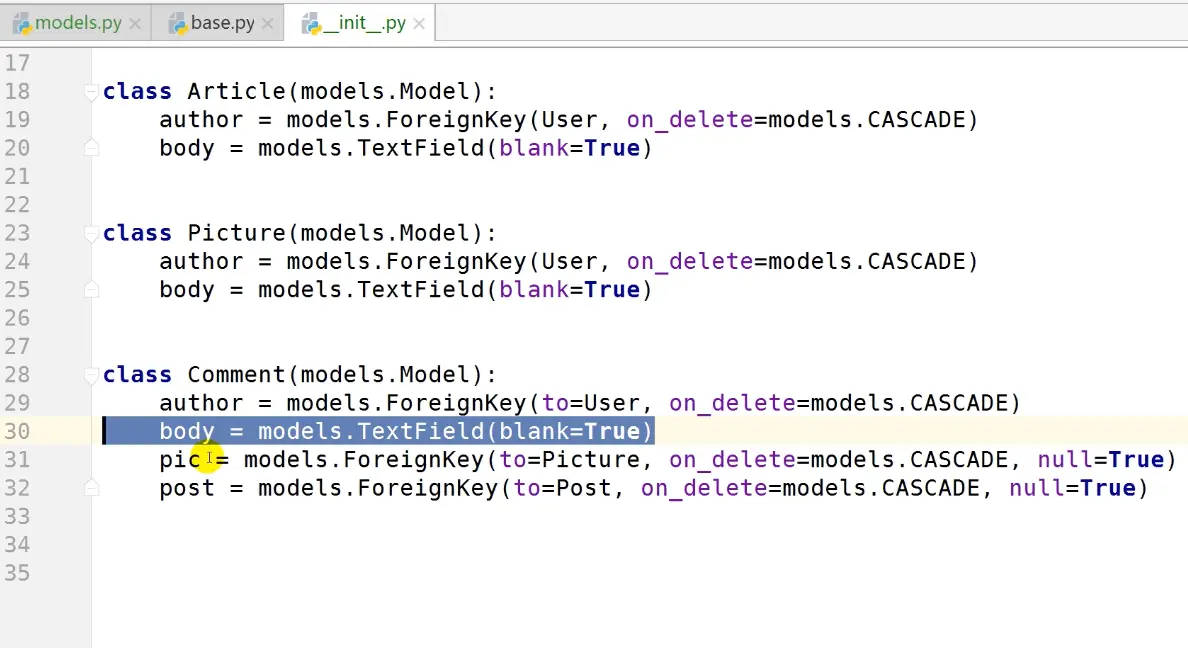 models.py base.py __init__.py
17
18 class Article(models.Model):
19 author = models.ForeignKey(User, on_delete=models.CASCADE)
20 body = models.TextField(blank=True)
21
22
23 class Picture(models.Model):
24 author = models.ForeignKey(User, on_delete=models.CASCADE)
25 body = models.TextField(blank=True)
26
27
28 class Comment(models.Model):
29 author = models.ForeignKey(to=User, on_delete=models.CASCADE)
30 body = models.TextField(blank=True)
31 pic = models.ForeignKey(to=Picture, on_delete=models.CASCADE, null=True)
32 post = models.ForeignKey(to=Post, on_delete=models.CASCADE, null=True)
33
34
35